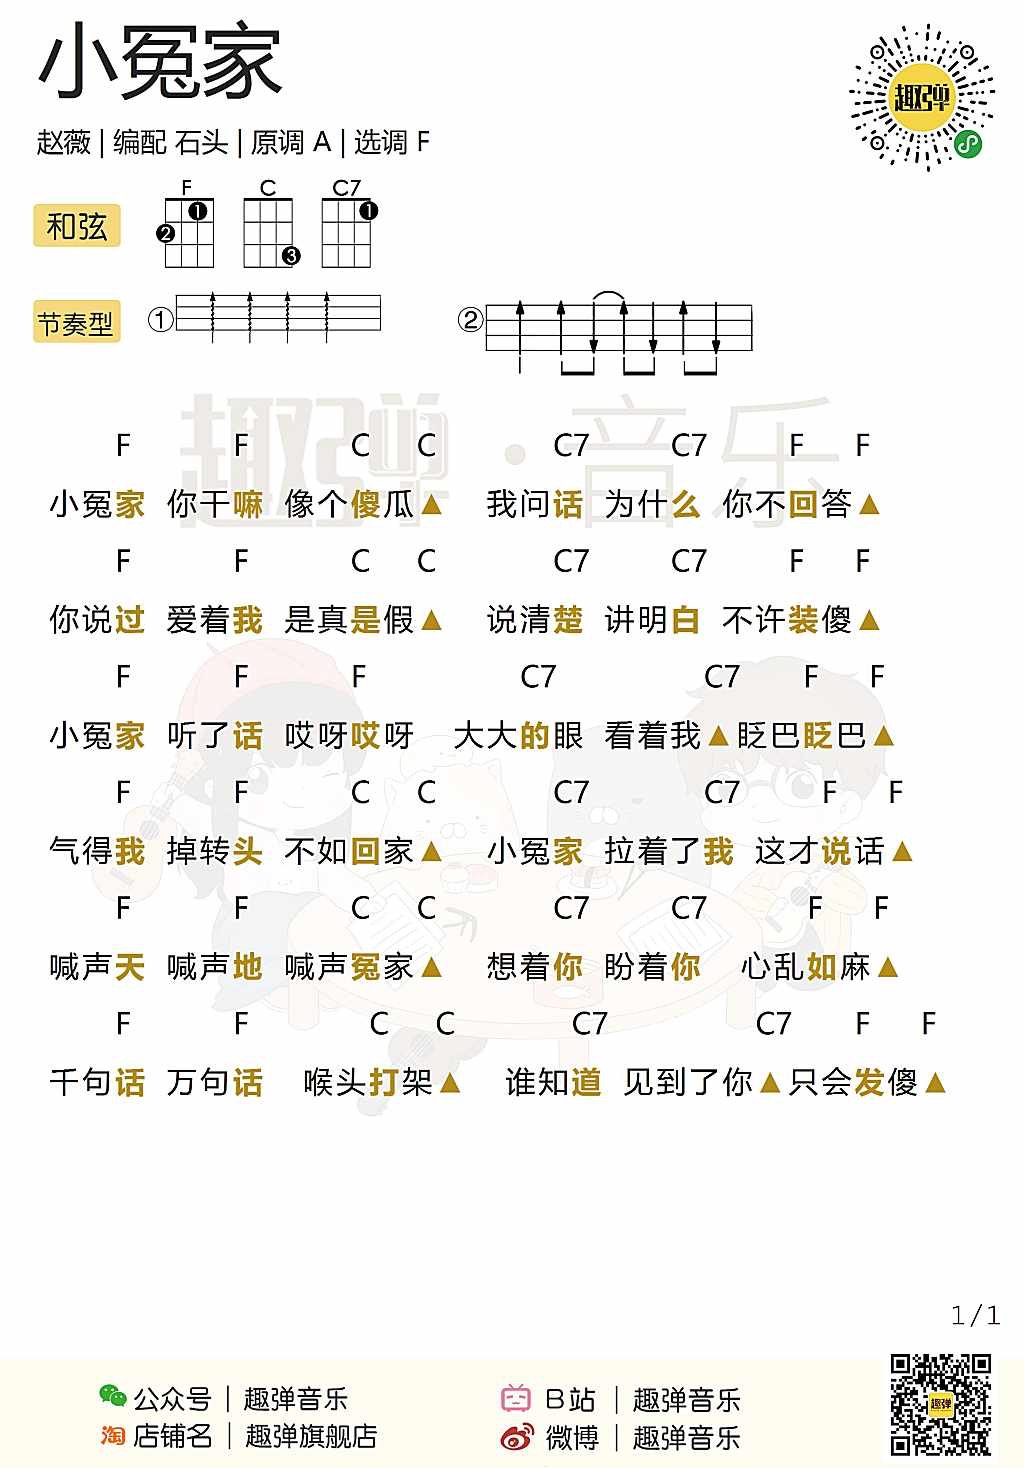 小冤家
趣弹
赵薇 | 编配 石头 | 原调 A | 选调 F
和弦 F C C7
1 2 3 1
节奏型 ① ②
趣弹·音乐
F F C C C7 C7 F F
小冤家 你干嘛 像个傻瓜▲ 我问话 为什么 你不回答▲
F F C C C7 C7 F F
你说过 爱着我 是真是假▲ 说清楚 讲明白 不许装傻▲
F F F C7 C7 F F
小冤家 听了话 哎呀哎呀 大大的眼 看着我▲眨巴眨巴▲
F F C C C7 C7 F F
气得我 掉转头 不如回家▲ 小冤家 拉着了我 这才说话▲
F F C C C7 C7 F F
喊声天 喊声地 喊声冤家▲ 想着你 盼着你 心乱如麻▲
F F C C C7 C7 F F
千句话 万句话 喉头打架▲ 谁知道 见到了你▲只会发傻▲
1/1
公众号 | 趣弹音乐 B站 | 趣弹音乐
淘 店铺名 | 趣弹旗舰店 微博 | 趣弹音乐
趣弹